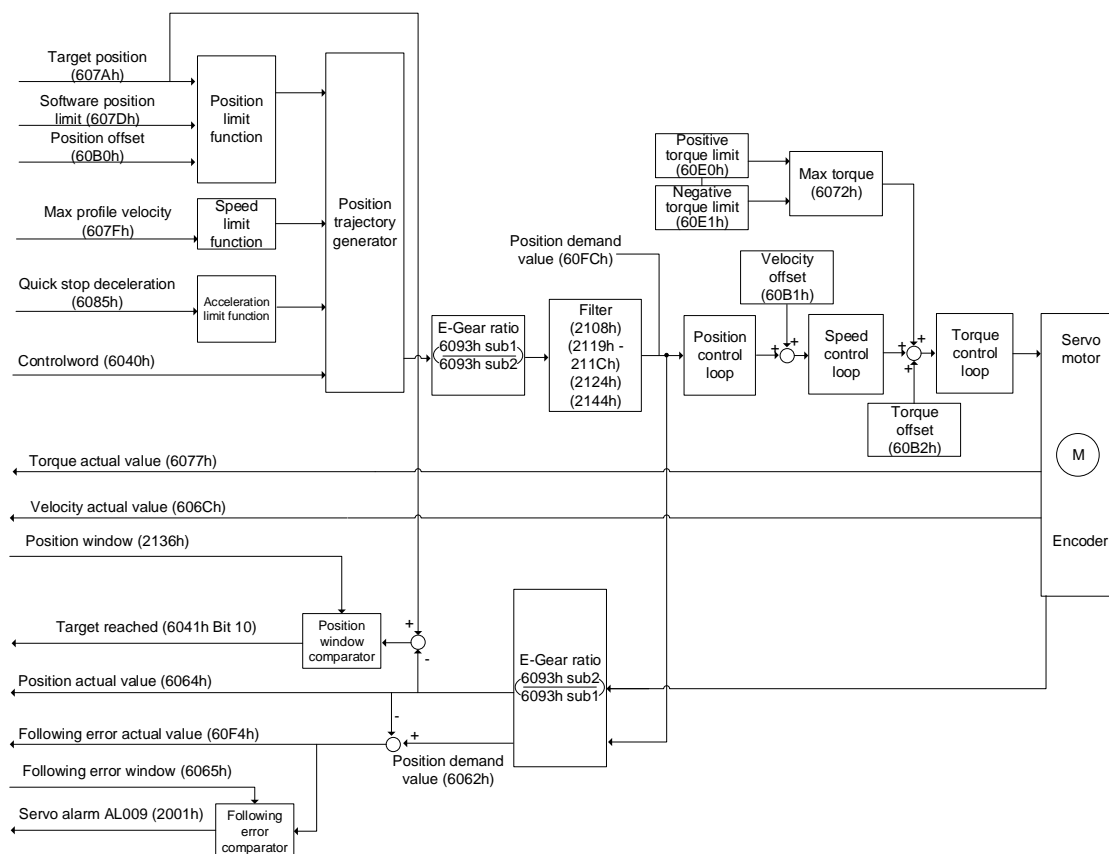 Target position
(607Ah)
Software position
limit (607Dh)
Position offset
(60B0h)
Position
limit
function
Max profile velocity
(607Fh)
Speed
limit
function
Quick stop deceleration
(6085h)
Acceleration
limit function
Controlword (6040h)
Position
trajectory
generator
E-Gear ratio
6093h sub1
6093h sub2
Filter
(2108h)
(2119h -
211Ch)
(2124h)
(2144h)
Position demand
value (60FCh)
Position
control
loop
Positive
torque limit
(60E0h)
Negative
torque limit
(60E1h)
Max torque
(6072h)
Velocity
offset
(60B1h)
+
+
Speed
control
loop
+
+
+
Torque
offset
(60B2h)
Torque
control
loop
Servo
motor
M
Encoder
Torque actual value (6077h)
Velocity actual value (606Ch)
Position window (2136h)
Target reached (6041h Bit 10)
Position
window
comparator
+
-
Position actual value (6064h)
E-Gear ratio
6093h sub2
6093h sub1
-
+
Following error actual value (60F4h)
Position demand
value (6062h)
Following error window (6065h)
Servo alarm AL009 (2001h)
Following
error
comparator